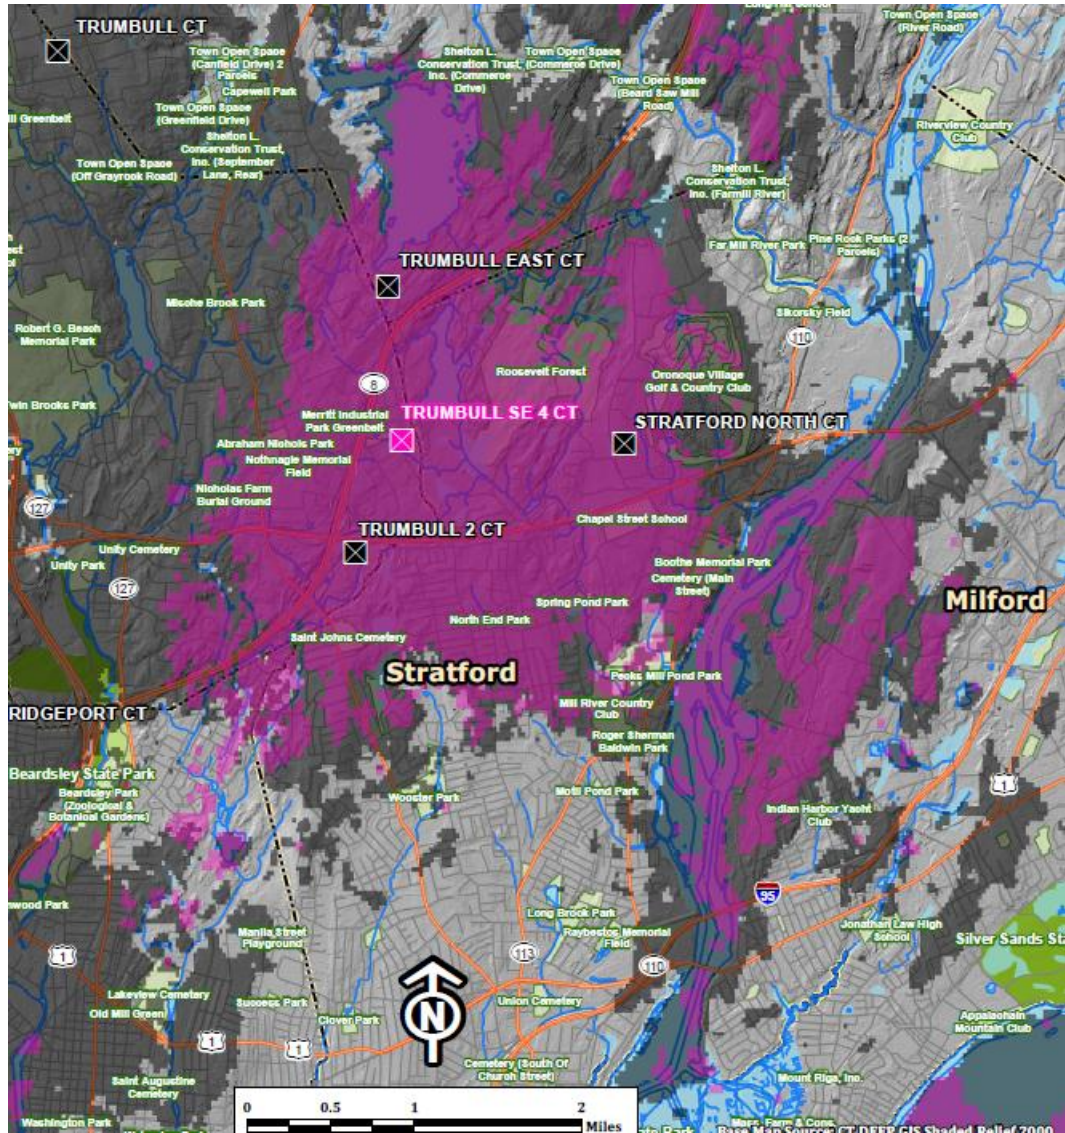 TRUMBULL CT
Town Open Space
(Canfield Drive) 2
Parcels
Capewell Park
Town Open Space
(Greenfield Drive)
Shelton L.
Conservation Trust,
Inc. (September
Lane, Rear)
Town Open Space
(Off Grayrook Road)
Shelton L.
Conservation Trust,
Inc. (Commerce
Drive)
Town Open Space
(Commerce Drive)
Town Open Space
(Beard Saw Mill
Road)
Town Open Space
(River Road)
Riverview Country
Club
Shelton L.
Conservation Trust,
Inc. (Farmill River)
Far Mill River Park
Pine Rock Parks (2
Parcels)
Sikorsky Field
110
TRUMBULL EAST CT
Mische Brook Park
Robert G. Beach
Memorial Park
Twin Brooks Park
Roosevelt Forest
Oronoque Village
Golf & Country Club
8
Merritt Industrial
Park Greenbelt
TRUMBULL SE 4 CT
STRATFORD NORTH CT
Abraham Nichols Park
Nothnagle Memorial
Field
Nicholas Farm
Burial Ground
127
TRUMBULL 2 CT
Chapel Street School
Unity Cemetery
Unity Park
127
Boothe Memorial Park
Cemetery (Main
Street)
Spring Pond Park
North End Park
Saint Johns Cemetery
Milford
Stratford
Pecks Mill Pond Park
Mill River Country
Club
Roger Sherman
Baldwin Park
RIDGEPORT CT
Beardsley State Park
Beardsley Park
(Zoological &
Botanical Gardens)
Wooster Park
Motil Pond Park
Indian Harbor Yacht
Club
1
95
Long Brook Park
Raybestos Memorial
Field
Jonathan Law High
School
Silver Sands Sta
Manila Street
Playground
1
113
110
Lakeview Cemetery
Old Mill Green
Success Park
Clover Park
Union Cemetery
N
Appalachain
Mountain Club
1
1
Cemetery (South Of
Church Street)
Mount Riga, Inc.
Saint Augustine
Cemetery
Washington Park
0 0.5 1 2
Miles
Base Map Source: CT DEEP GIS Shaded Relief 2000